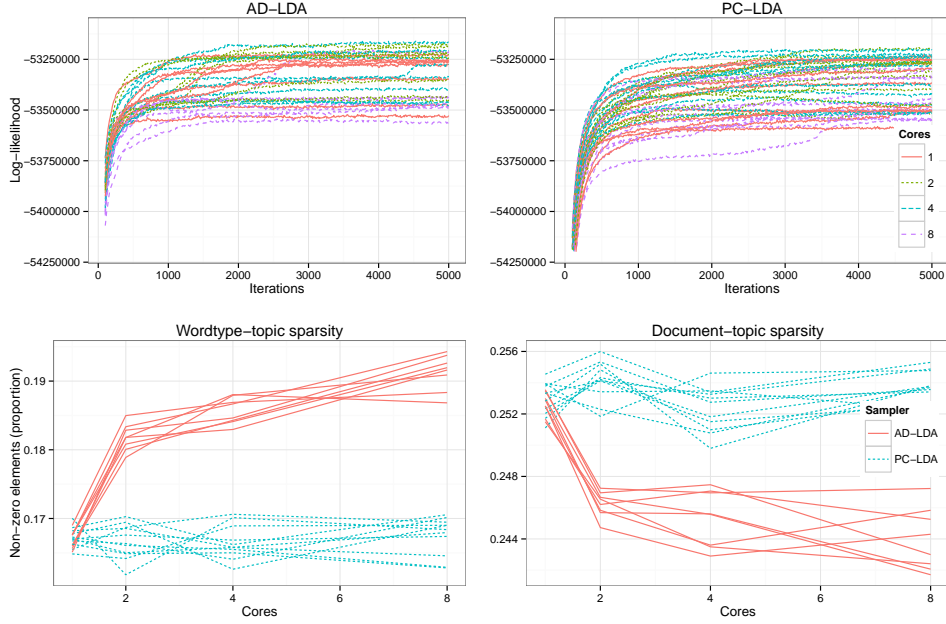 AD−LDA
PC−LDA
Log−likelihood
−53250000
−53500000
−53750000
−54000000
−54250000
0
1000
2000
3000
4000
5000
Iterations
−53250000
−53500000
−53750000
−54000000
−54250000
0
1000
2000
3000
4000
5000
Iterations
Cores
1
2
4
8
Wordtype−topic sparsity
Document−topic sparsity
Non−zero elements (proportion)
0.19
0.18
0.17
2
4
6
8
Cores
0.256
0.252
0.248
0.244
2
4
6
8
Cores
Sampler
AD−LDA
PC−LDA